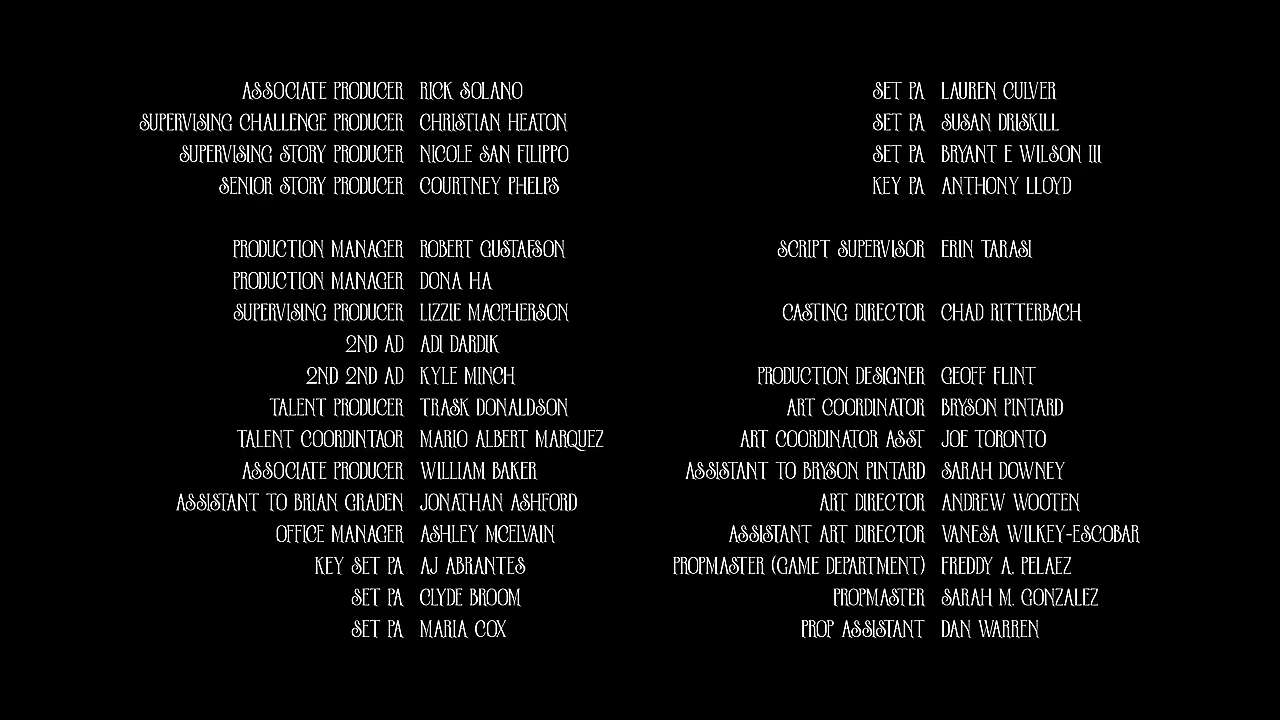 ASSOCIATE PRODUCER RICK SOLANO
SUPERVISING CHALLENGE PRODUCER CHRISTIAN HEATON
SUPERVISING STORY PRODUCER NICOLE SAN FILIPPO
SENIOR STORY PRODUCER COURTNEY PHELPS
PRODUCTION MANAGER ROBERT GUSTAFSON
PRODUCTION MANAGER DONA HA
SUPERVISING PRODUCER LIZZIE MACPHERSON
2ND AD ADI DARDIK
2ND 2ND AD KYLE MINCH
TALENT PRODUCER TRASK DONALDSON
TALENT COORDINTAOR MARIO ALBERT MARQUEZ
ASSOCIATE PRODUCER WILLIAM BAKER
ASSISTANT TO BRIAN GRADEN JONATHAN ASHFORD
OFFICE MANAGER ASHLEY MCELVAIN
KEY SET PA AJ ABRANTES
SET PA CLYDE BROOM
SET PA MARIA COX
SET PA LAUREN CULVER
SET PA SUSAN DRISKILL
SET PA BRYANT E WILSON III
KEY PA ANTHONY LLOYD
SCRIPT SUPERVISOR ERIN TARASI
CASTING DIRECTOR CHAD RITTERBACH
PRODUCTION DESIGNER GEOFF FLINT
ART COORDINATOR BRYSON PINTARD
ART COORDINATOR ASST JOE TORONTO
ASSISTANT TO BRYSON PINTARD SARAH DOWNEY
ART DIRECTOR ANDREW WOOTEN
ASSISTANT ART DIRECTOR VANESA WILKEY-ESCOBAR
PROPMASTER (GAME DEPARTMENT) FREDDY A. PELAEZ
PROPMASTER SARAH M. GONZALEZ
PROP ASSISTANT DAN WARREN